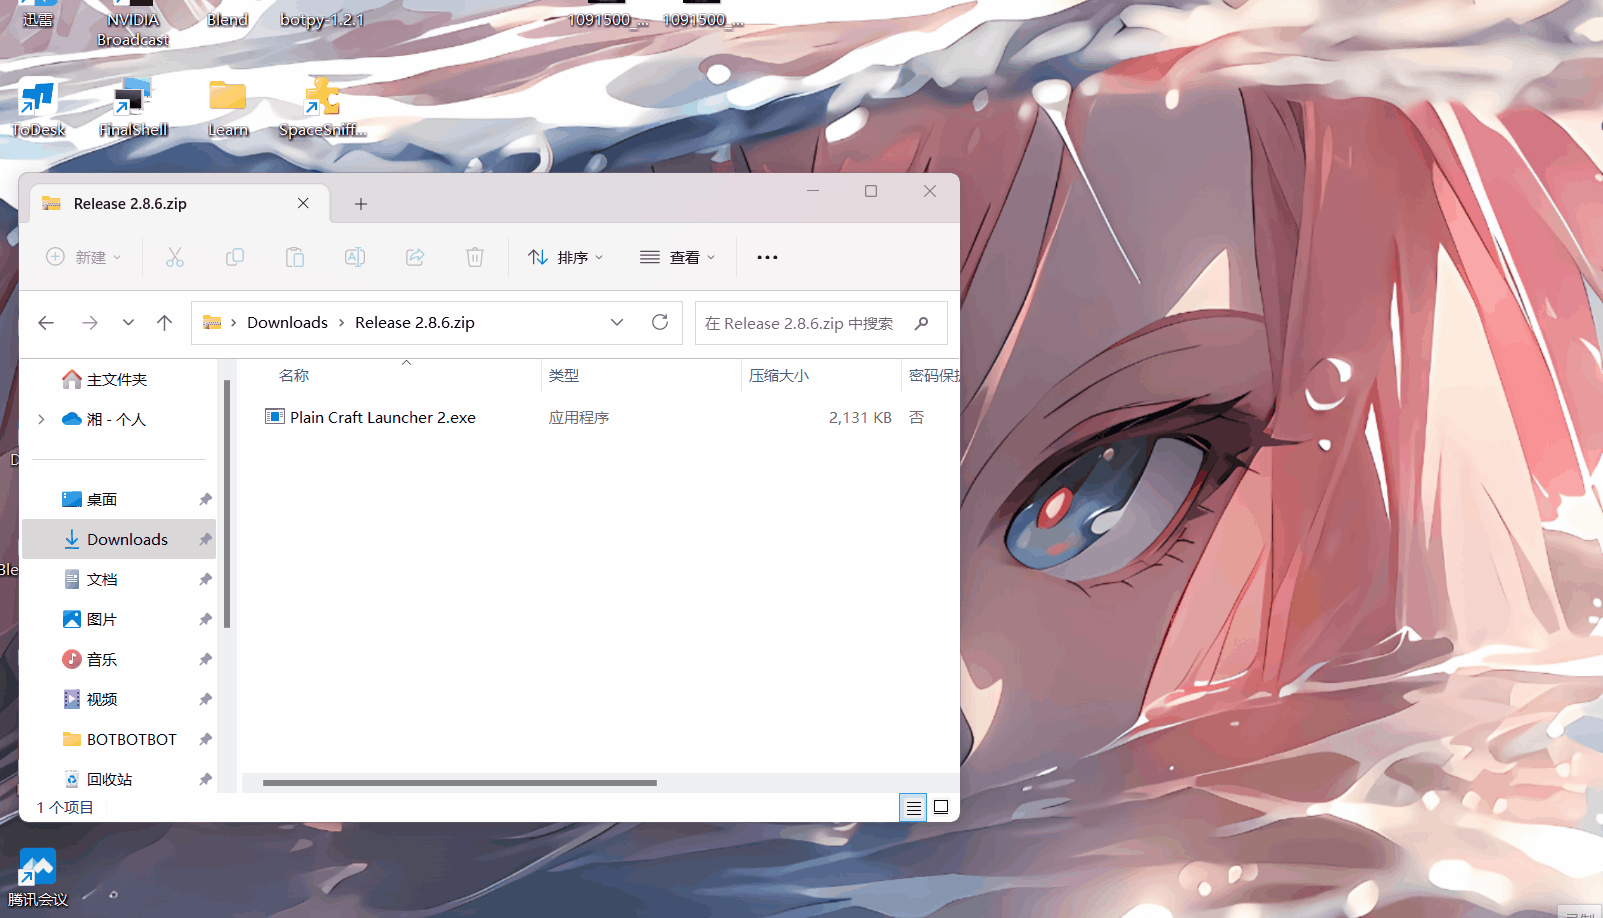 迅雷
NVIDIA
Broadcast
Blend
botpy-1.2.1
1091500_...
1091500_...
ToDesk
FinalShell
Learn
SpaceSniff...
Release 2.8.6.zip
新建
排序
查看
Downloads
Release 2.8.6.zip
在 Release 2.8.6.zip 中搜索
主文件夹
湘 - 个人
桌面
Downloads
文档
图片
音乐
视频
BOTBOTBOT
回收站
名称
类型
压缩大小
密码保护
Plain Craft Launcher 2.exe
应用程序
2,131 KB
否
1 个项目
D
Ble
腾讯会议